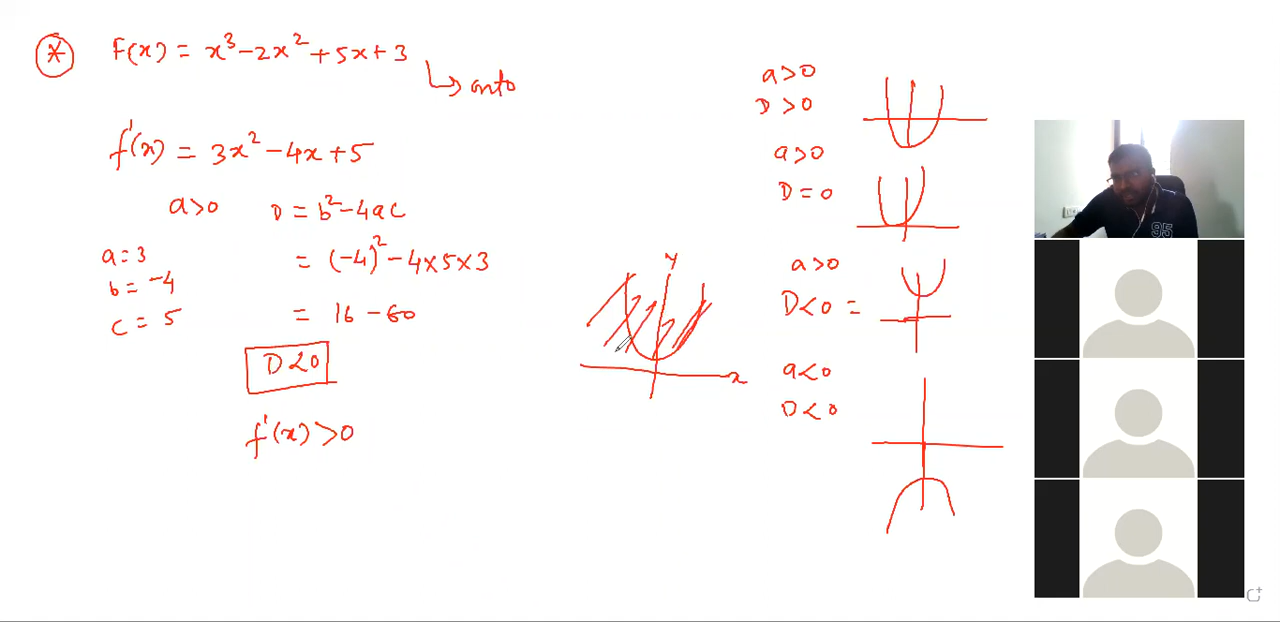 * F(x) = x³-2x²+5x+3
↳ onto
f'(x) = 3x²-4x+5
a>0 D = b²-4ac
a=3
b=-4
c=5
= (-4)²-4×5×3
= 16-60
D<0
f'(x)>0
y
x
a>0
D>0
a>0
D=0
a>0
D<0 =
a<0
D<0
95